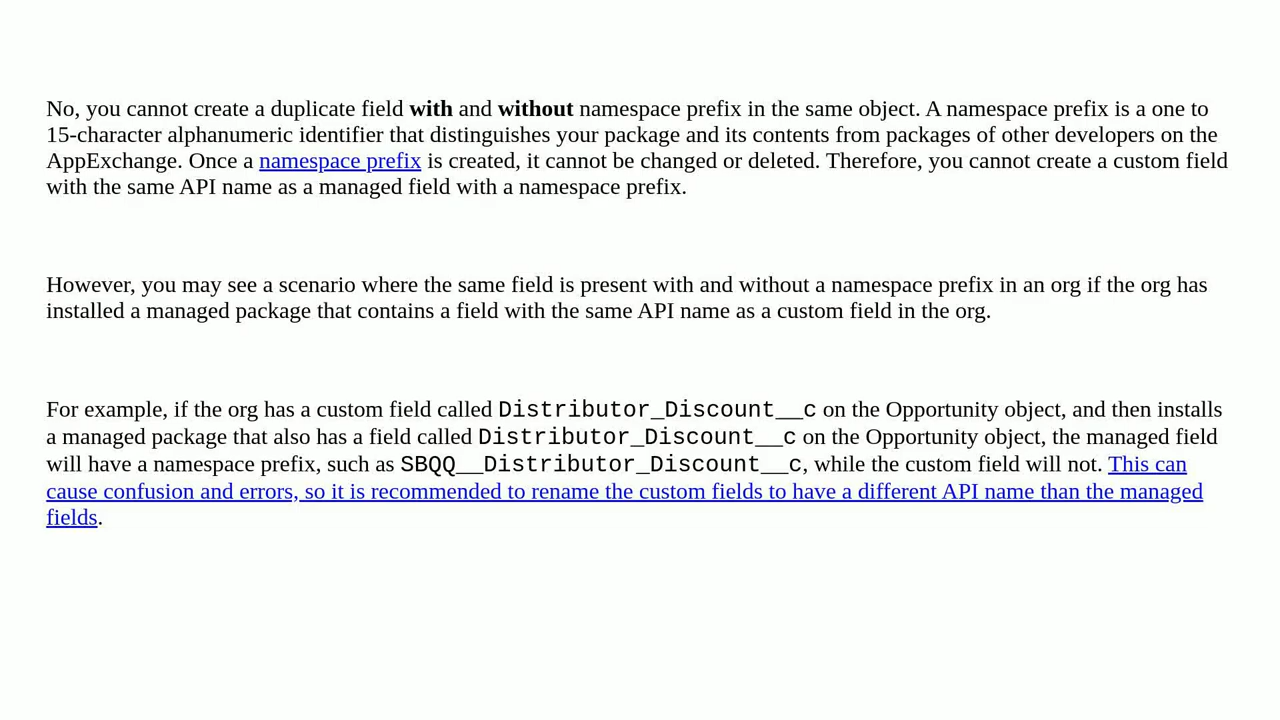 No, you cannot create a duplicate field with and without namespace prefix in the same object. A namespace prefix is a one to
15-character alphanumeric identifier that distinguishes your package and its contents from packages of other developers on the
AppExchange. Once a namespace prefix is created, it cannot be changed or deleted. Therefore, you cannot create a custom field
with the same API name as a managed field with a namespace prefix.
However, you may see a scenario where the same field is present with and without a namespace prefix in an org if the org has
installed a managed package that contains a field with the same API name as a custom field in the org.
For example, if the org has a custom field called Distributor_Discount__c on the Opportunity object, and then installs
a managed package that also has a field called Distributor_Discount__c on the Opportunity object, the managed field
will have a namespace prefix, such as SBQQ__Distributor_Discount__c, while the custom field will not. This can
cause confusion and errors, so it is recommended to rename the custom fields to have a different API name than the managed
fields.